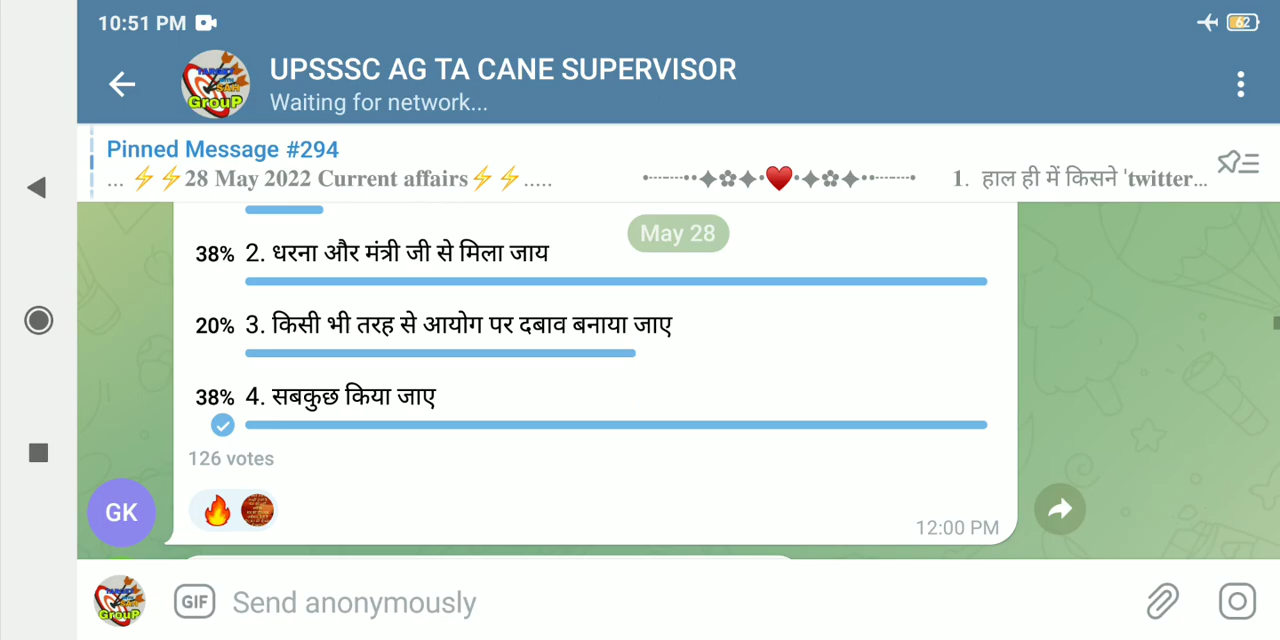 10:51 PM
62
UPSSSC AG TA CANE SUPERVISOR
Waiting for network...
Pinned Message #294
... ⚡⚡28 May 2022 Current affairs⚡⚡..... •┈┈••✦✿✦•❤️•✦✿✦••┈┈• 1. हाल ही में किसने 'twitter...
May 28
38% 2. धरना और मंत्री जी से मिला जाय
20% 3. किसी भी तरह से आयोग पर दबाव बनाया जाए
38% 4. सबकुछ किया जाए
126 votes
GK
12:00 PM
GIF Send anonymously